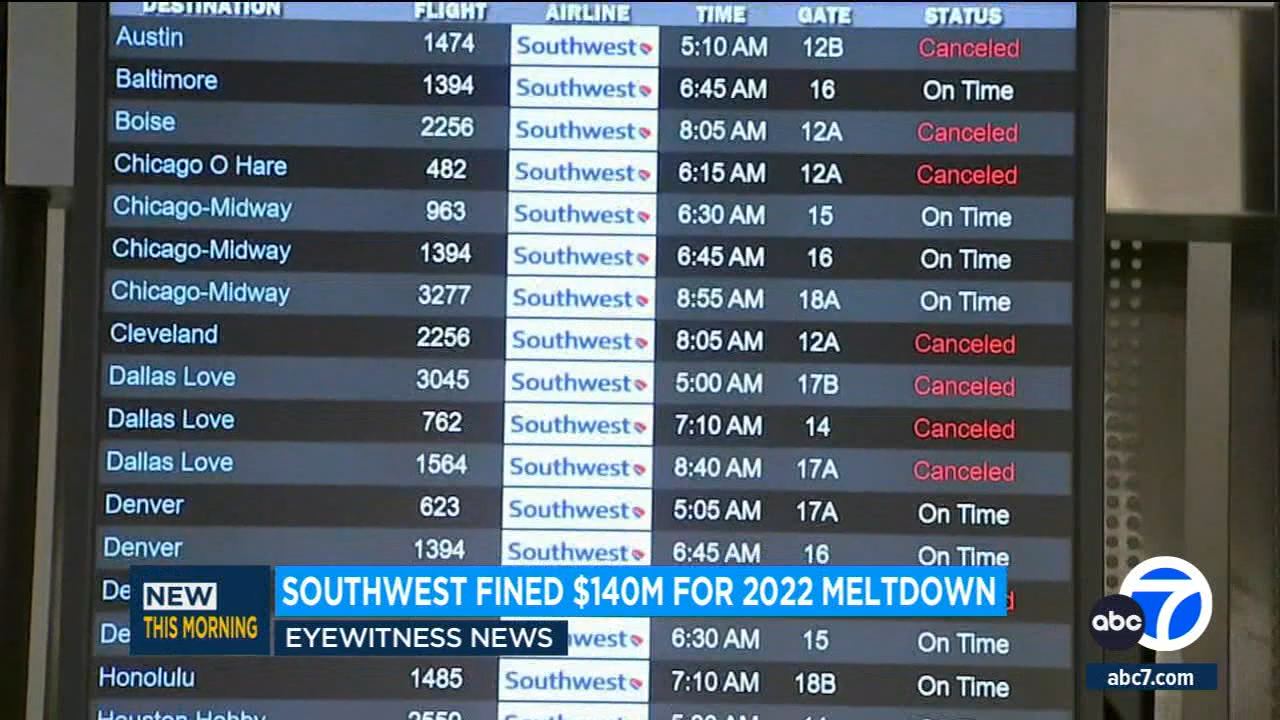 DESTINATION FLIGHT AIRLINE TIME GATE STATUS
Austin 1474 Southwest 5:10 AM 12B Canceled
Baltimore 1394 Southwest 6:45 AM 16 On Time
Boise 2256 Southwest 8:05 AM 12A Canceled
Chicago O Hare 482 Southwest 6:15 AM 12A Canceled
Chicago-Midway 963 Southwest 6:30 AM 15 On Time
Chicago-Midway 1394 Southwest 6:45 AM 16 On Time
Chicago-Midway 3277 Southwest 8:55 AM 18A On Time
Cleveland 2256 Southwest 8:05 AM 12A Canceled
Dallas Love 3045 Southwest 5:00 AM 17B Canceled
Dallas Love 762 Southwest 7:10 AM 14 Canceled
Dallas Love 1564 Southwest 8:40 AM 17A Canceled
Denver 623 Southwest 5:05 AM 17A On Time
Denver 1394 Southwest 6:45 AM 16 On Time
De
NEW
THIS MORNING
SOUTHWEST FINED $140M FOR 2022 MELTDOWN
EYEWITNESS NEWS
De west 6:30 AM 15 On Time
Honolulu 1485 Southwest 7:10 AM 18B On Time
Houston Hobby
abc 7
abc7.com